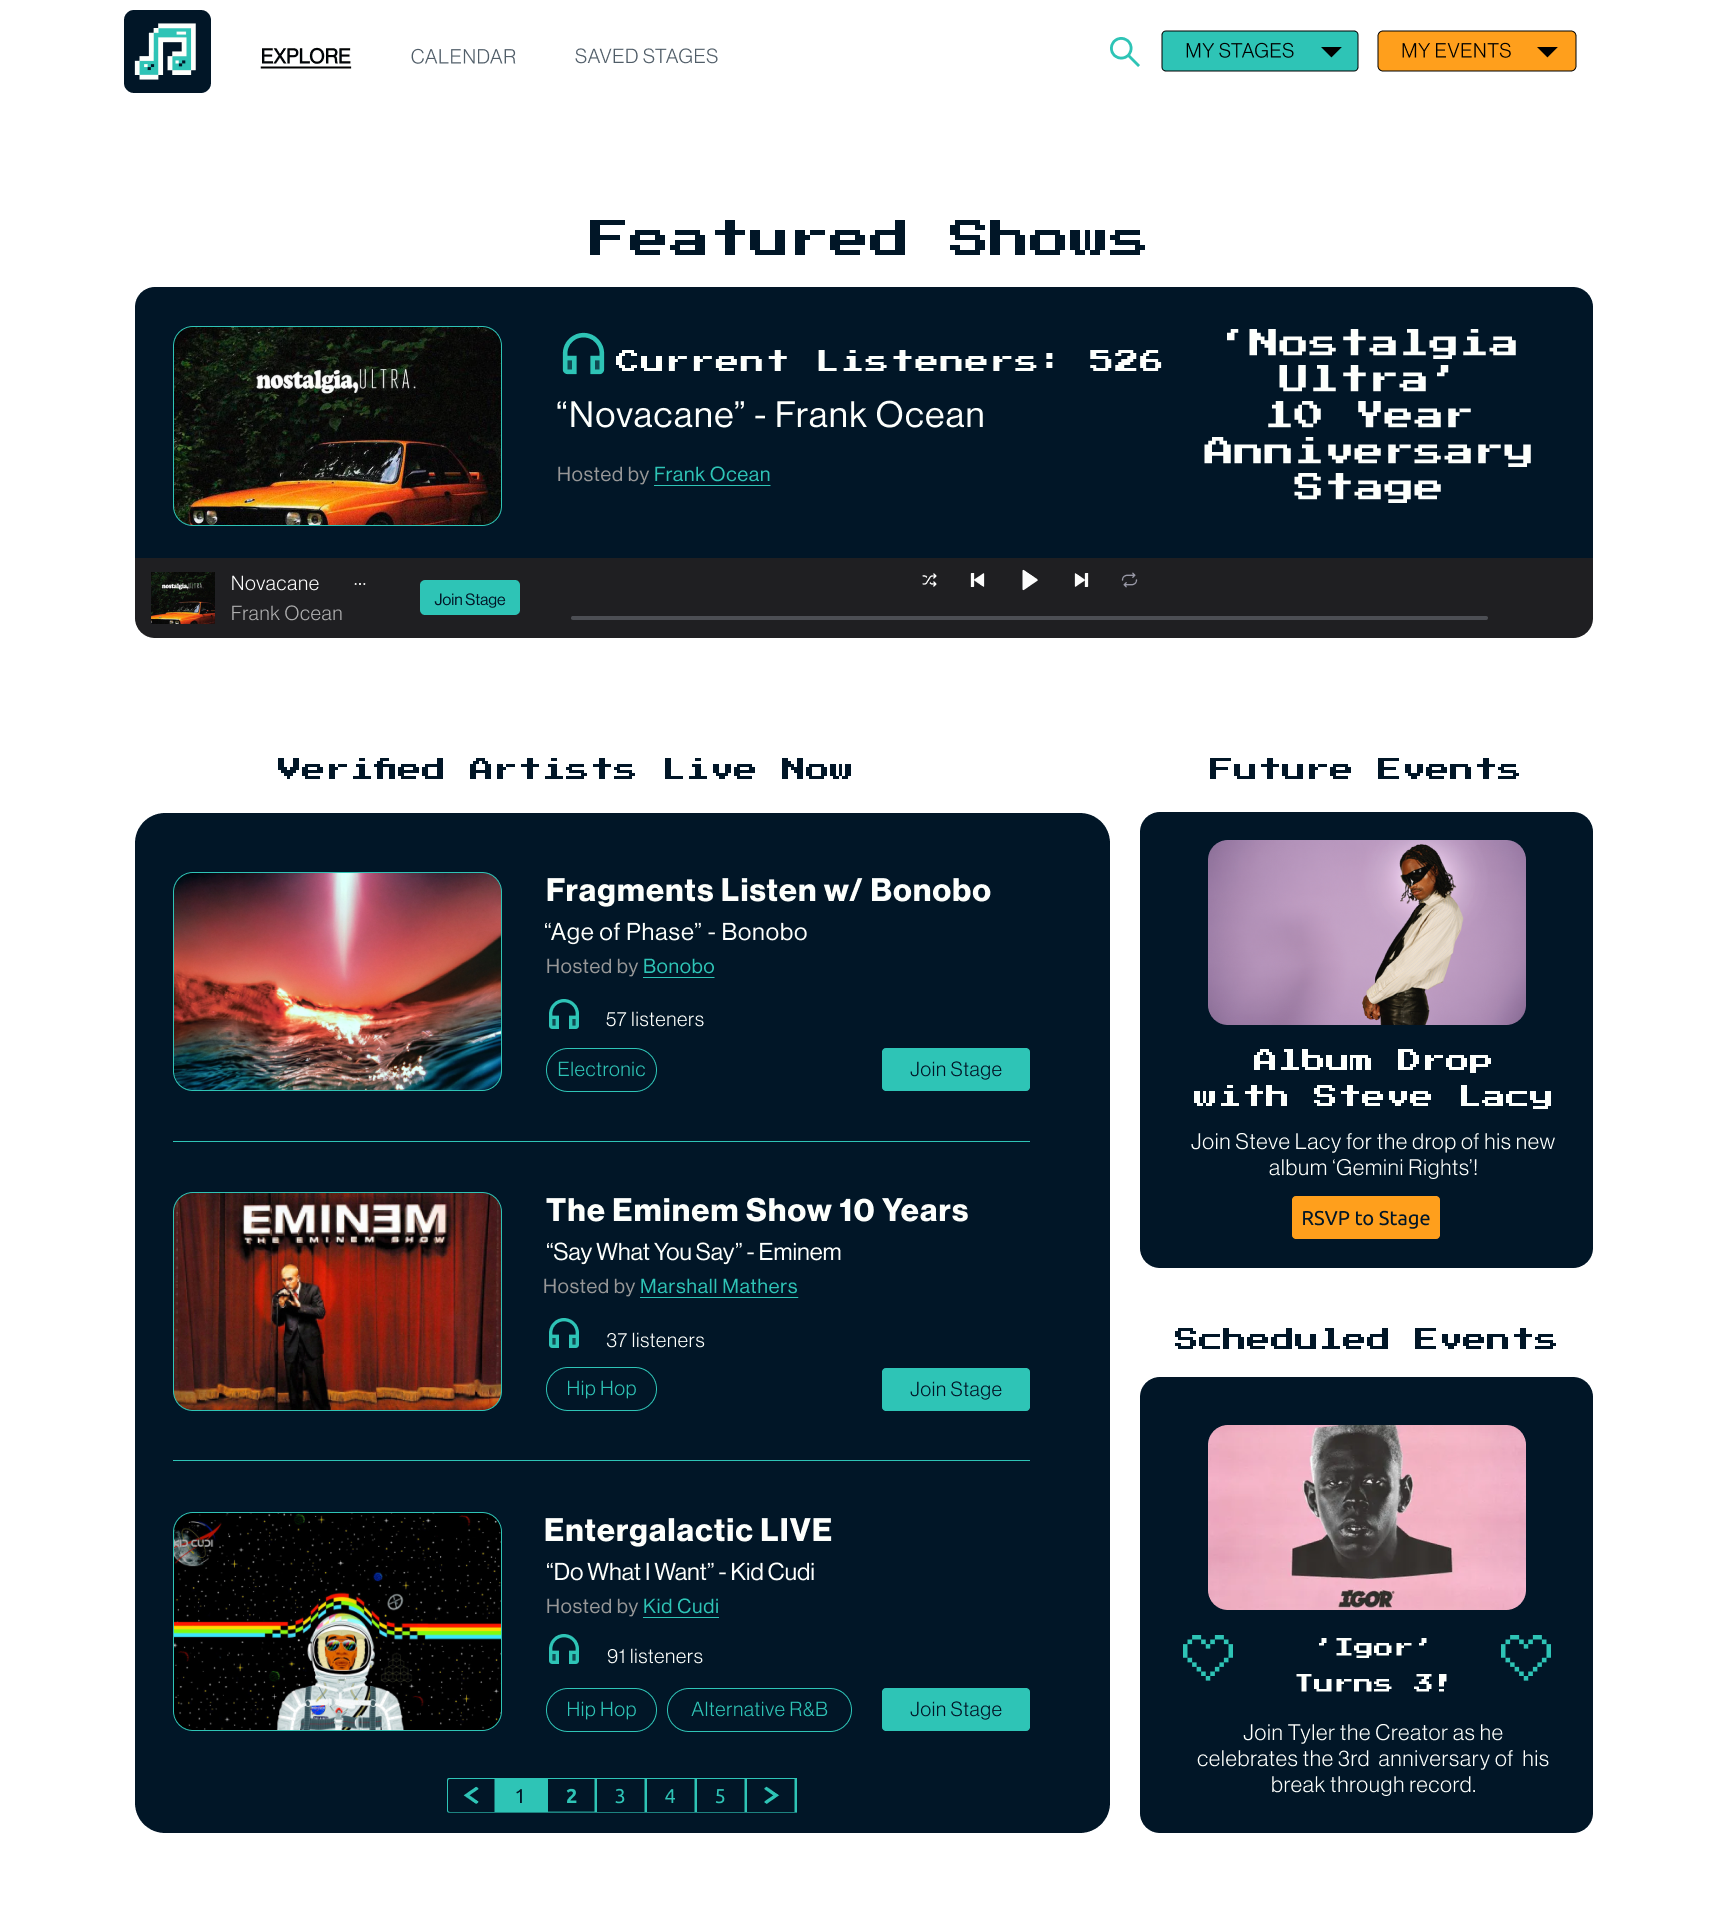 EXPLORE
CALENDAR
SAVED STAGES
MY STAGES
MY EVENTS
Featured Shows
nostalgia,ULTRA.
Current Listeners: 526
“Novacane” - Frank Ocean
Hosted by Frank Ocean
‘Nostalgia
Ultra’
10 Year
Anniversary
Stage
nostalgia,ULTRA.
Novacane
...
Frank Ocean
Join Stage
Verified Artists Live Now
Fragments Listen w/ Bonobo
“Age of Phase” - Bonobo
Hosted by Bonobo
57 listeners
Electronic
Join Stage
EMINƎM
THE EMINEM SHOW
The Eminem Show 10 Years
“Say What You Say” - Eminem
Hosted by Marshall Mathers
37 listeners
Hip Hop
Join Stage
KID CUDI
Entergalactic LIVE
“Do What I Want” - Kid Cudi
Hosted by Kid Cudi
91 listeners
Hip Hop
Alternative R&B
Join Stage
< 1 2 3 4 5 >
Future Events
Album Drop
with Steve Lacy
Join Steve Lacy for the drop of his new
album ‘Gemini Rights’!
RSVP to Stage
Scheduled Events
IGOR
’Igor’
Turns 3!
Join Tyler the Creator as he
celebrates the 3rd anniversary of his
break through record.